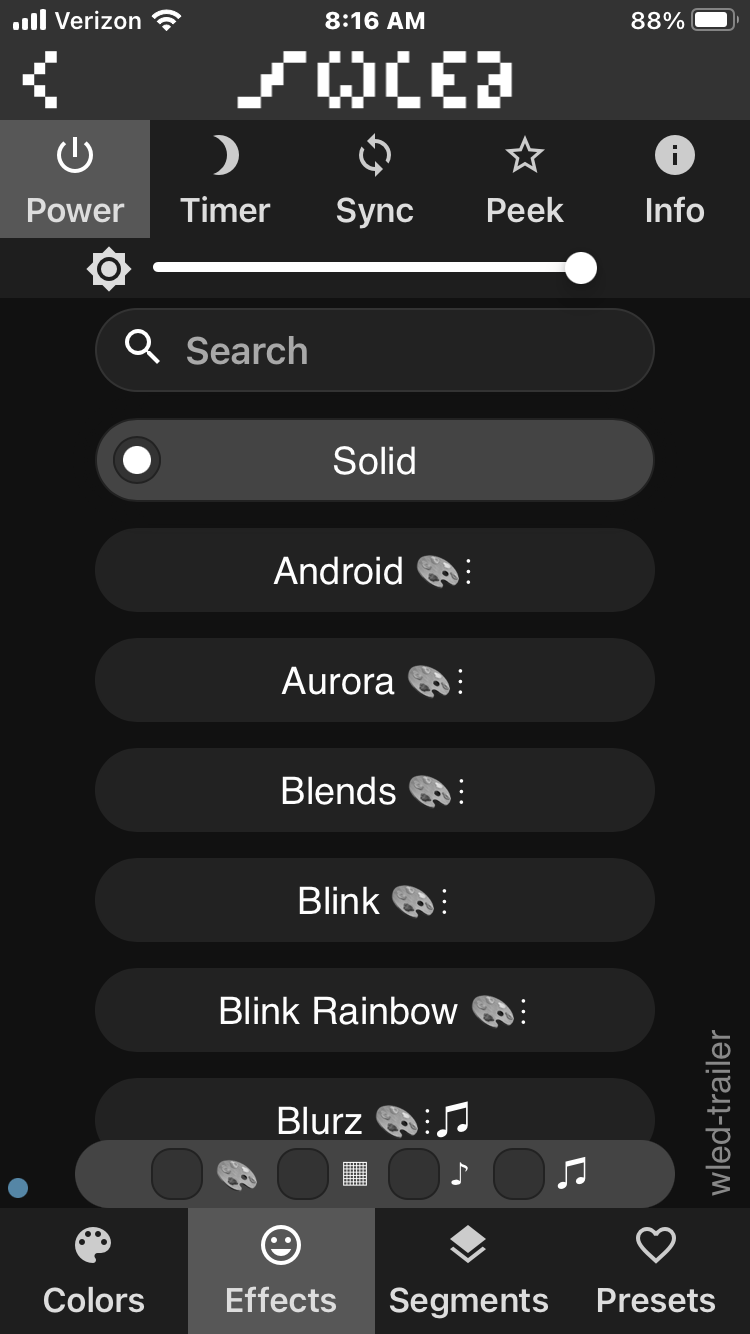 Verizon 8:16 AM 88%
Power Timer Sync Peek Info
Search
Solid
Android 🎨⋮
Aurora 🎨⋮
Blends 🎨⋮
Blink 🎨⋮
Blink Rainbow 🎨⋮
Blurz 🎨⋮♫
wled-trailer
🎨 ▦ ♪ ♫
Colors Effects Segments Presets